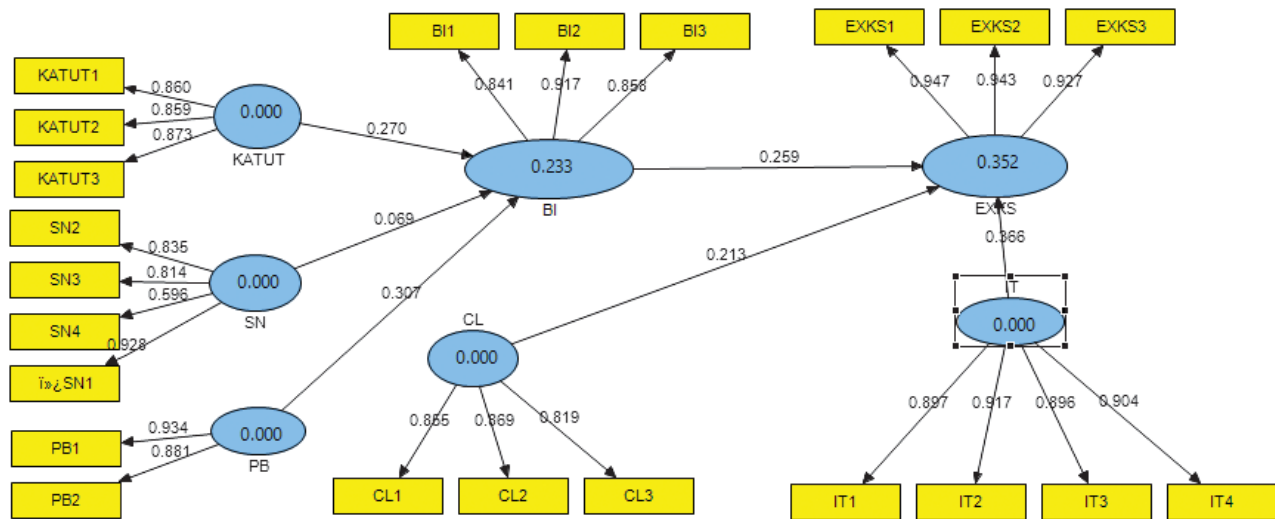 BI1
BI2
BI3
EXKS1
EXKS2
EXKS3
0.841
0.917
0.858
0.947
0.943
0.927
KATUT1
KATUT2
KATUT3
0.860
0.859
0.873
0.000
KATUT
0.270
0.233
BI
0.259
0.352
EXKS
SN2
SN3
SN4
SN1
0.835
0.814
0.596
0.928
0.000
SN
0.069
0.307
0.213
0.366
PB1
PB2
0.934
0.881
0.000
PB
CL
0.000
0.855
0.869
0.819
CL1
CL2
CL3
IT
0.000
0.897
0.917
0.896
0.904
IT1
IT2
IT3
IT4